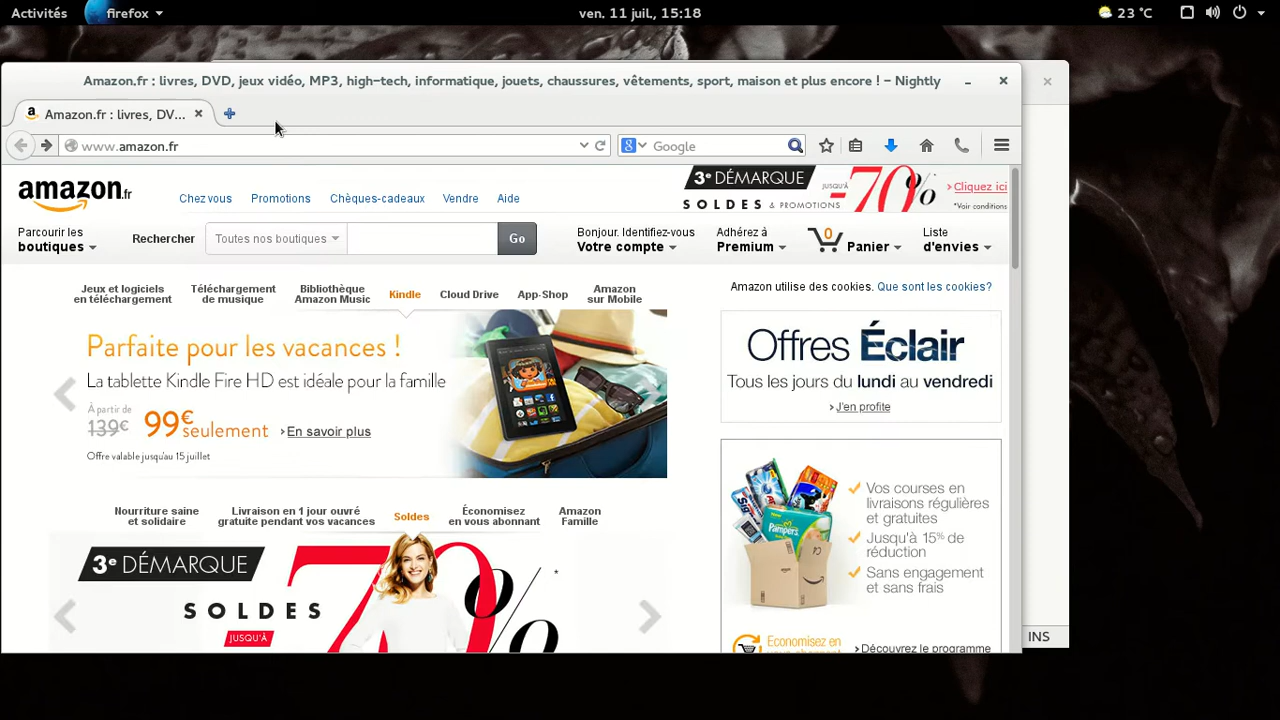 Activités
firefox
ven. 11 juil., 15:18
23 °C
Amazon.fr : livres, DVD, jeux vidéo, MP3, high-tech, informatique, jouets, chaussures, vêtements, sport, maison et plus encore ! – Nightly
Amazon.fr : livres, DV...
www.amazon.fr
Google
amazon.fr
Chez vous
Promotions
Chèques-cadeaux
Vendre
Aide
3e DÉMARQUE
JUSQU'À
-70%
SOLDES & PROMOTIONS
Cliquez ici
*Voir conditions
Parcourir les
boutiques
Rechercher
Toutes nos boutiques
Go
Bonjour. Identifiez-vous
Votre compte
Adhérez à
Premium
0
Panier
Liste
d'envies
Jeux et logiciels
en téléchargement
Téléchargement
de musique
Bibliothèque
Amazon Music
Kindle
Cloud Drive
App-Shop
Amazon
sur Mobile
Amazon utilise des cookies. Que sont les cookies?
Parfaite pour les vacances !
La tablette Kindle Fire HD est idéale pour la famille
À partir de
139€
99€ seulement
En savoir plus
Offre valable jusqu'au 15 juillet
Offres Éclair
Tous les jours du lundi au vendredi
J'en profite
Vos courses en
livraisons régulières
et gratuites
Jusqu'à 15% de
réduction
Sans engagement
et sans frais
Pampers
Économisez en
Découvrez le programme
Nourriture saine
et solidaire
Livraison en 1 jour ouvré
gratuite pendant vos vacances
Soldes
Économisez
en vous abonnant
Amazon
Famille
3e DÉMARQUE
SOLDES
JUSQU'À
70%*
INS